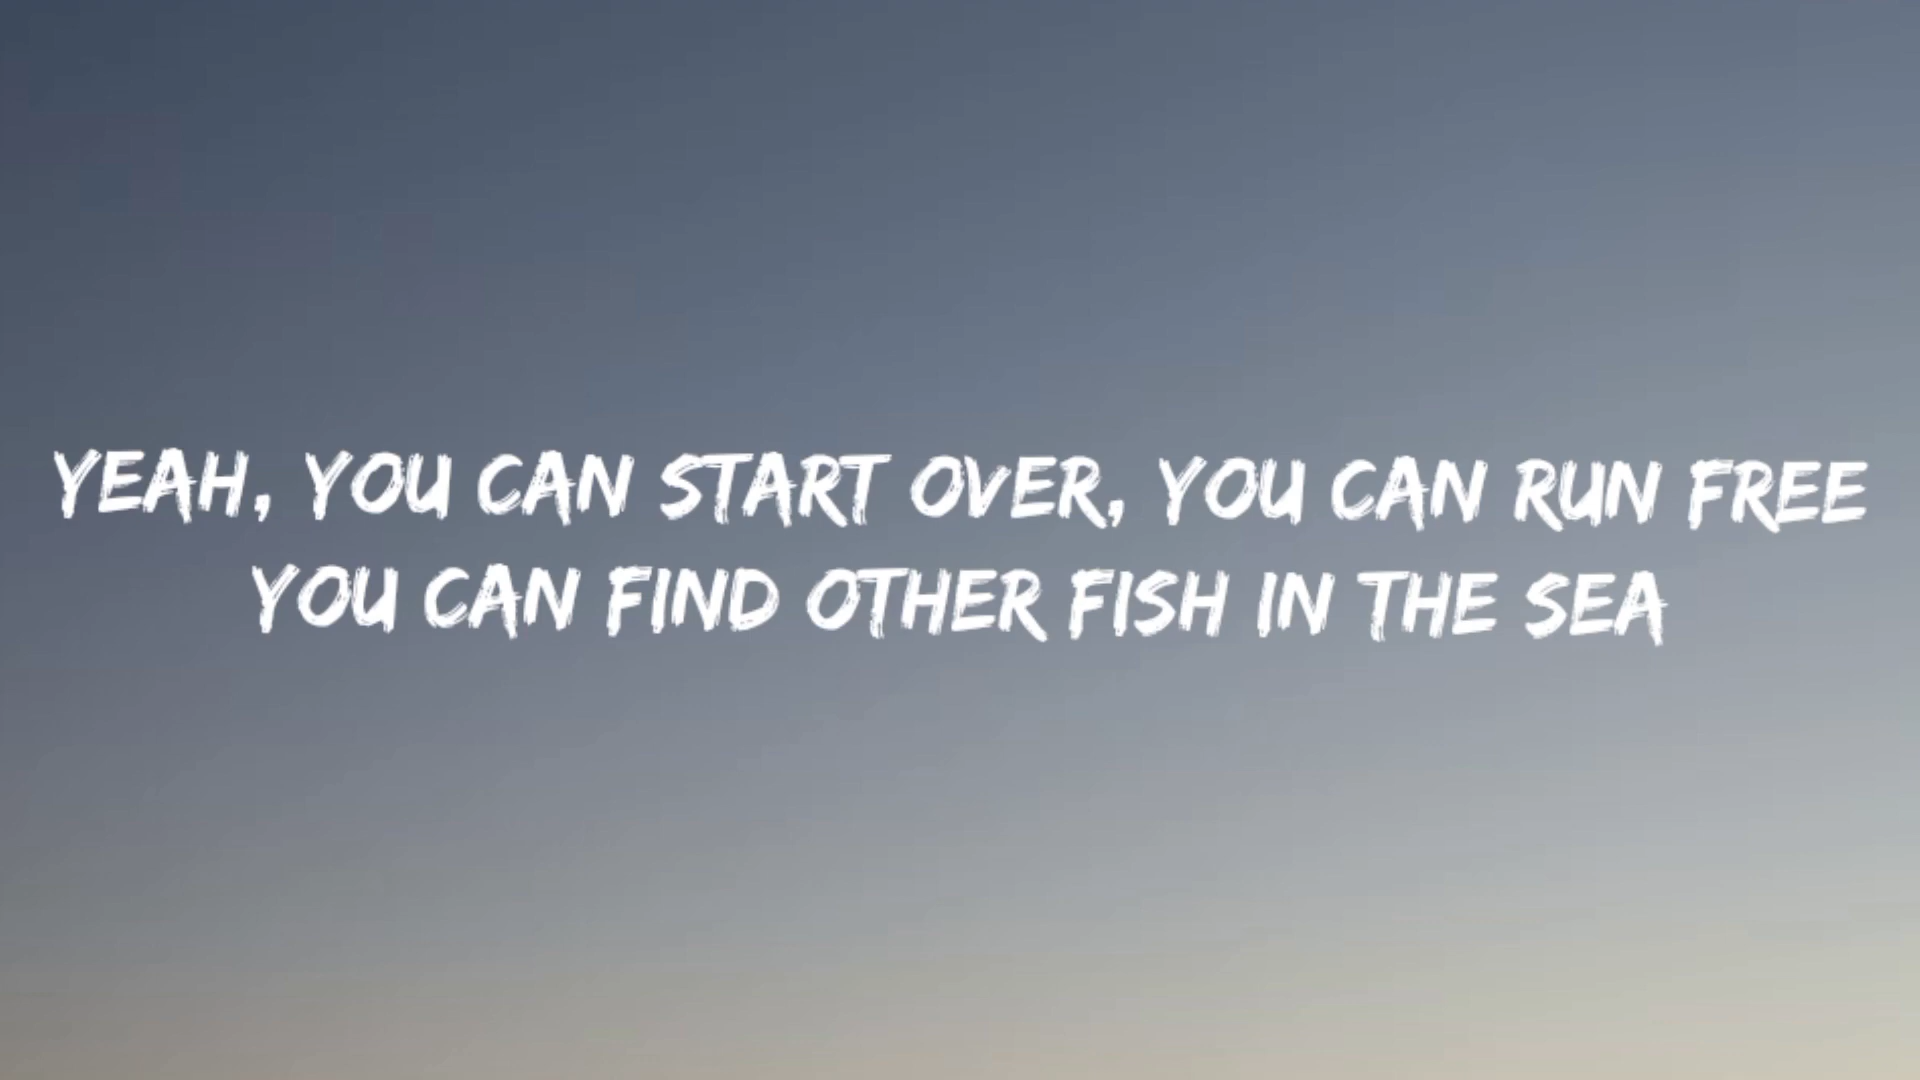 YEAH, YOU CAN START OVER, YOU CAN RUN FREE
YOU CAN FIND OTHER FISH IN THE SEA